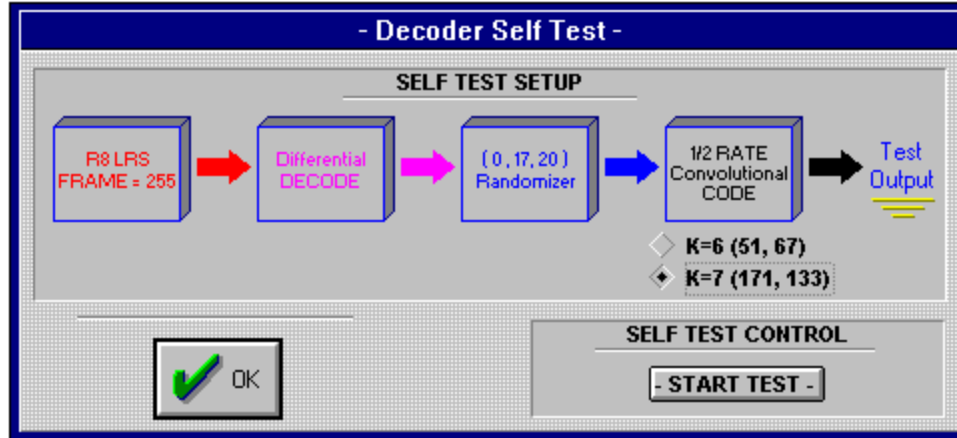 - Decoder Self Test -
SELF TEST SETUP
R8 LRS
FRAME = 255
Differential
DECODE
( 0 , 17, 20 )
Randomizer
1/2 RATE
Convolutional
CODE
Test
Output
K=6 (51, 67)
K=7 (171, 133)
OK
SELF TEST CONTROL
- START TEST -